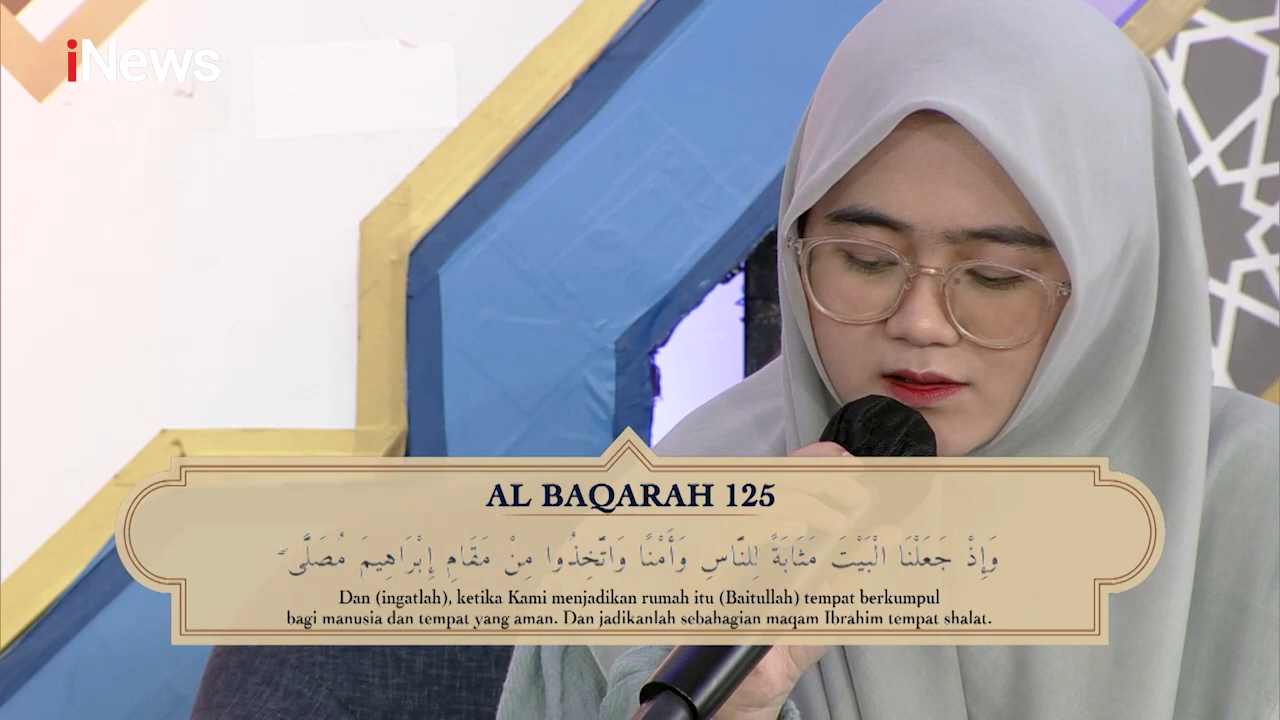 iNews
AL BAQARAH 125
وَإِذْ جَعَلْنَا الْبَيْتَ مَثَابَةً لِلنَّاسِ وَأَمْنًا وَاتَّخِذُوا مِنْ مَقَامِ إِبْرَاهِيمَ مُصَلًّى ۖ
Dan (ingatlah), ketika Kami menjadikan rumah itu (Baitullah) tempat berkumpul
bagi manusia dan tempat yang aman. Dan jadikanlah sebahagian maqam Ibrahim tempat shalat.